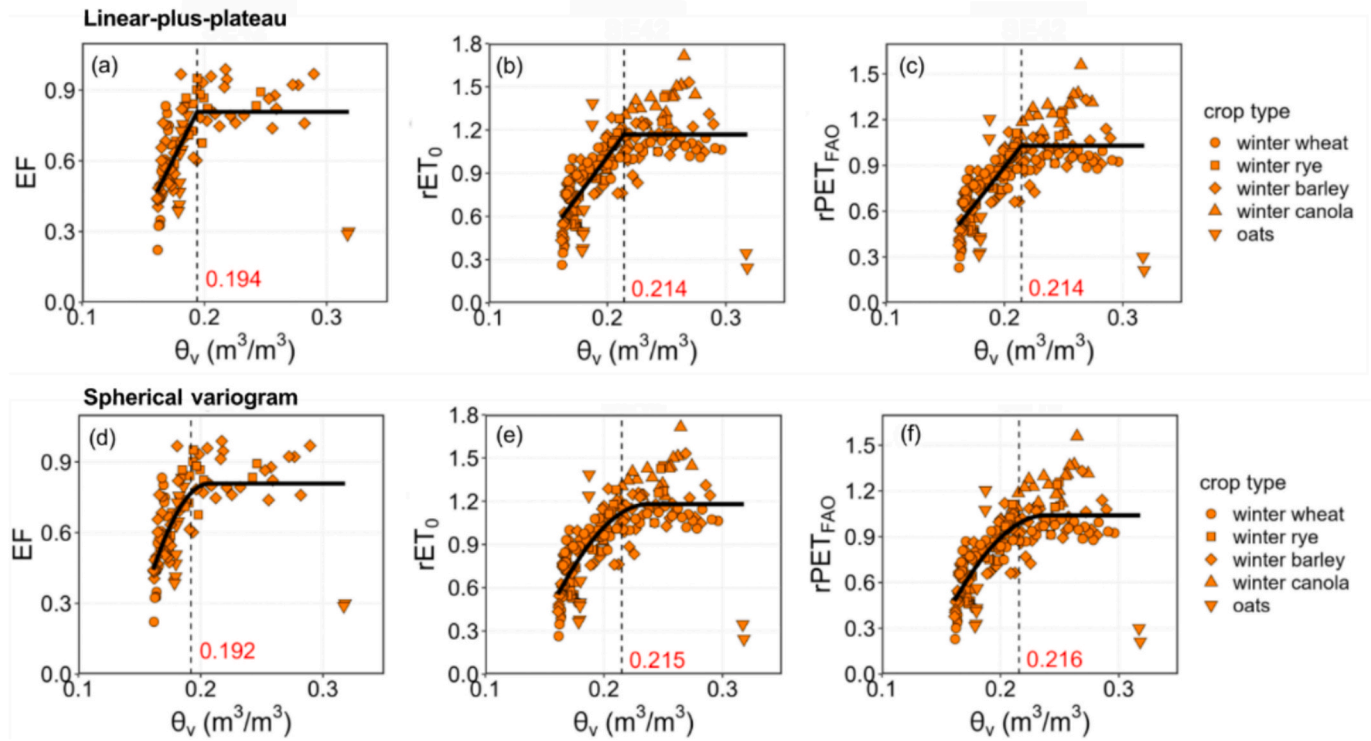 Linear-plus-plateau
(a)
EF
0.9
0.6
0.3
0.0
0.194
0.1 0.2 0.3
θv (m³/m³)
(b)
rET0
1.8
1.5
1.2
0.9
0.6
0.3
0.0
0.214
0.1 0.2 0.3
θv (m³/m³)
(c)
rPETFAO
1.5
1.2
0.9
0.6
0.3
0.0
0.214
0.1 0.2 0.3
θv (m³/m³)
crop type
winter wheat
winter rye
winter barley
winter canola
oats
Spherical variogram
(d)
EF
0.9
0.6
0.3
0.0
0.192
0.1 0.2 0.3
θv (m³/m³)
(e)
rET0
1.8
1.5
1.2
0.9
0.6
0.3
0.0
0.215
0.1 0.2 0.3
θv (m³/m³)
(f)
rPETFAO
1.5
1.2
0.9
0.6
0.3
0.0
0.216
0.1 0.2 0.3
θv (m³/m³)
crop type
winter wheat
winter rye
winter barley
winter canola
oats